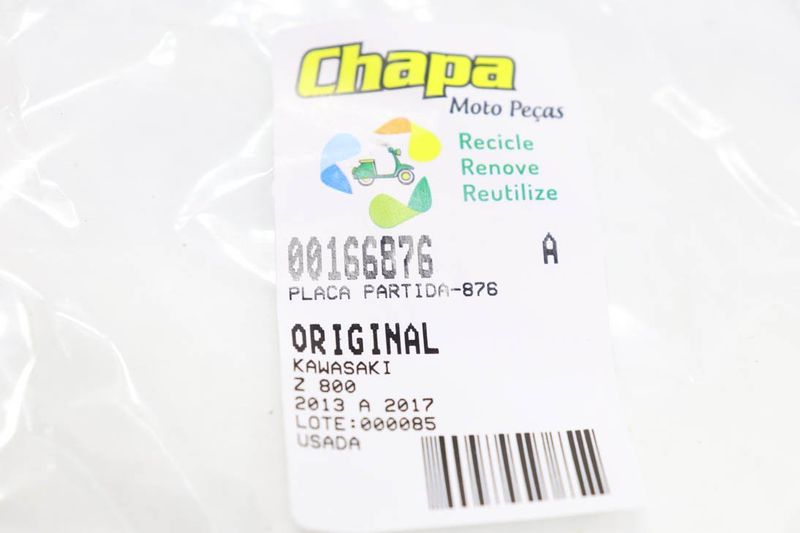 Chapa
Moto Peças
Recicle
Renove
Reutilize
00166876 A
PLACA PARTIDA-876
ORIGINAL
KAWASAKI
Z 800
2013 A 2017
LOTE:000085
USADA